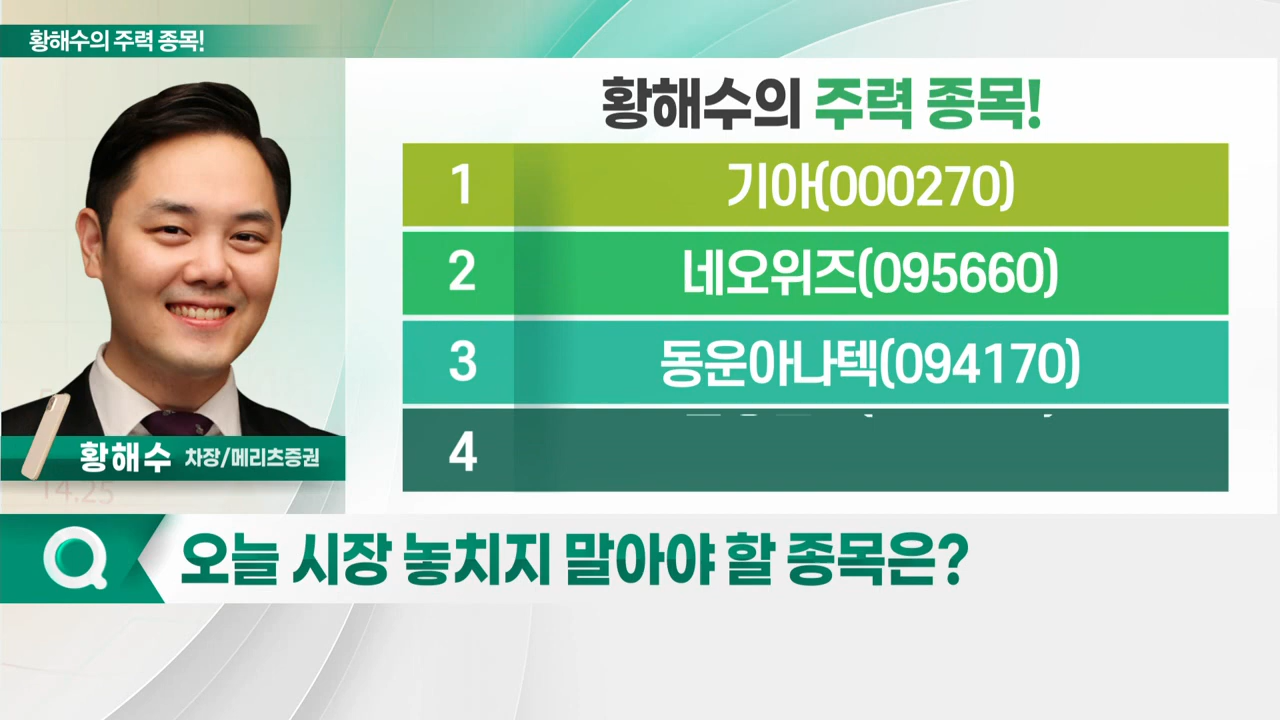 황해수의 주력 종목!
황해수의 주력 종목!
1 기아(000270)
2 네오위즈(095660)
3 동운아나텍(094170)
4
황해수 차장/메리츠증권
14.25
Q 오늘 시장 놓치지 말아야 할 종목은?